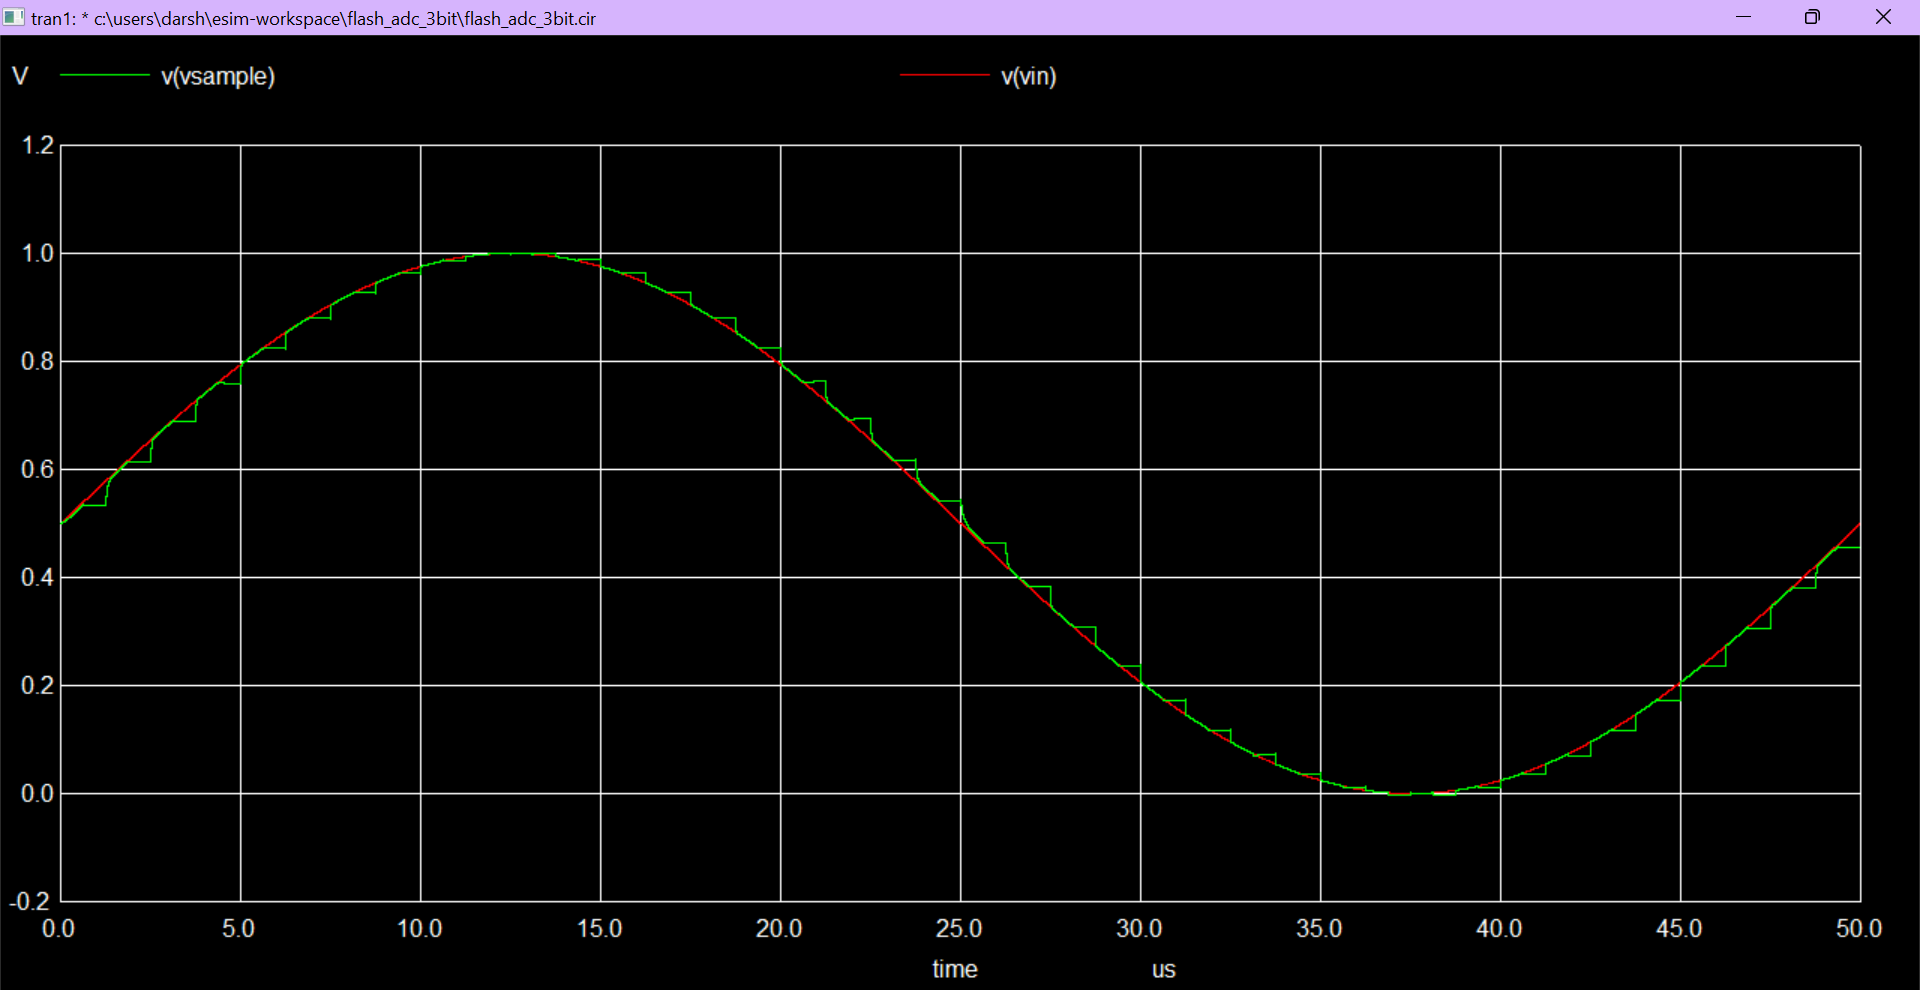 tran1: * c:\users\darsh\esim-workspace\flash_adc_3bit\flash_adc_3bit.cir
V v(vsample) v(vin)
1.2
1.0
0.8
0.6
0.4
0.2
0.0
-0.2
0.0 5.0 10.0 15.0 20.0 25.0 30.0 35.0 40.0 45.0 50.0
time us